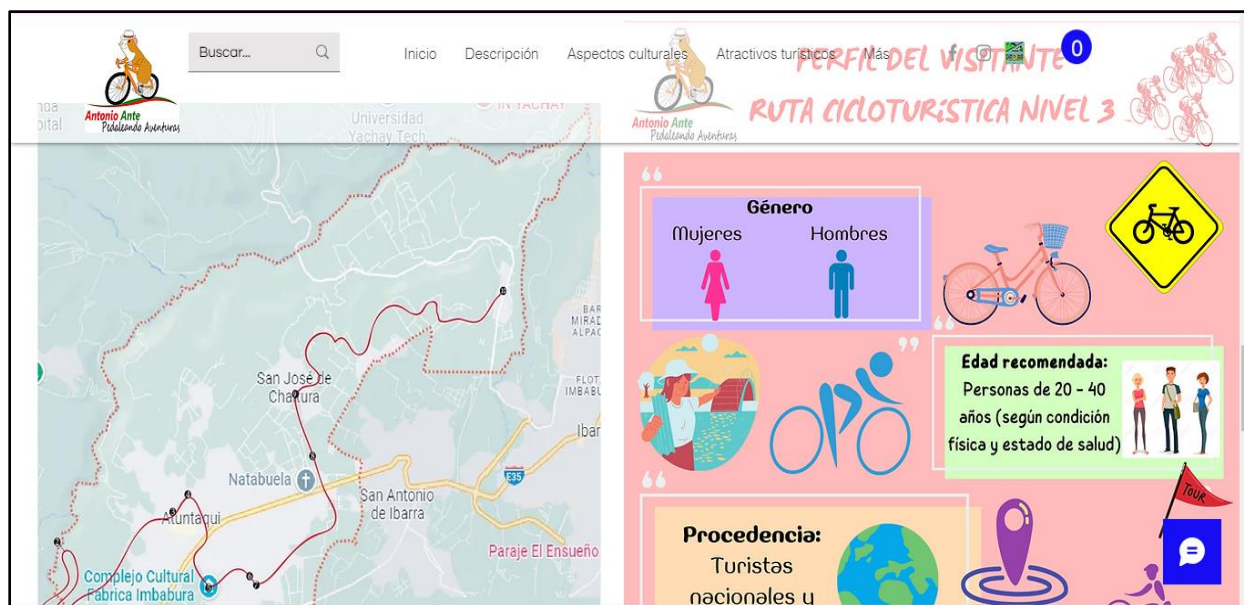 Antonio Ante
Pedaleando Aventuras
Buscar...
Inicio
Descripción
Aspectos culturales
Atractivos turísticos
Más
0
Universidad
Yachay Tech
San José de
Chaltura
Natabuela
San Antonio
de Ibarra
E35
Atuntaqui
Complejo Cultural
Fábrica Imbabura
Paraje El Ensueño
Antonio Ante
Pedaleando Aventuras
PERFIL DEL VISITANTE
RUTA CICLOTURíSTICA NIVEL 3
Género
Mujeres
Hombres
Edad recomendada:
Personas de 20 - 40
años (según condición
física y estado de salud)
Procedencia:
Turistas
nacionales y
TOUR